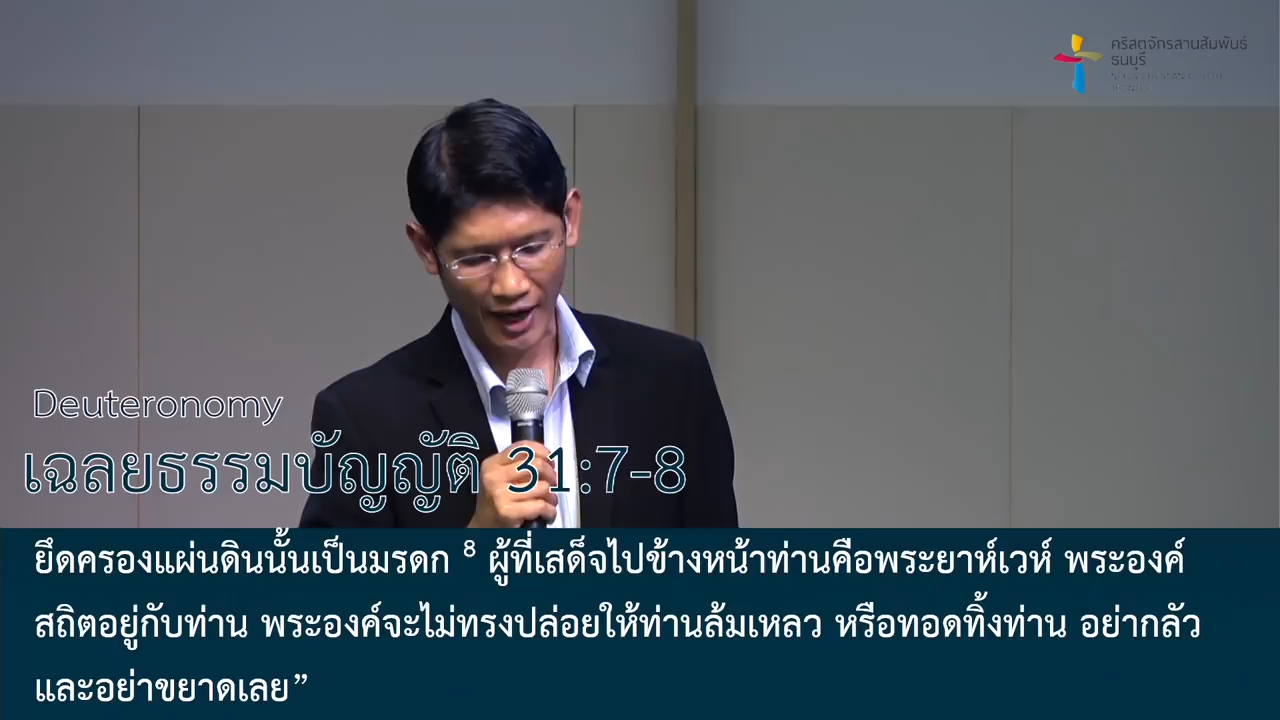 คริสตจักรสานสัมพันธ์
ธนบุรี
Deuteronomy
เฉลยธรรมบัญญัติ 31:7-8
ยึดครองแผ่นดินนั้นเป็นมรดก ⁸ ผู้ที่เสด็จไปข้างหน้าท่านคือพระยาห์เวห์ พระองค์
สถิตอยู่กับท่าน พระองค์จะไม่ทรงปล่อยให้ท่านล้มเหลว หรือทอดทิ้งท่าน อย่ากลัว
และอย่าขยาดเลย”